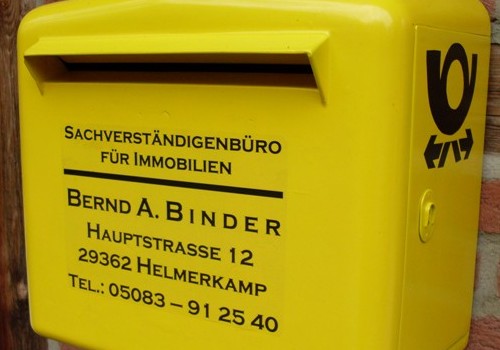 SACHVERSTÄNDIGENBÜRO
FÜR IMMOBILIEN
BERND A. BINDER
HAUPTSTRASSE 12
29362 HELMERKAMP
TEL.: 05083 – 91 25 40